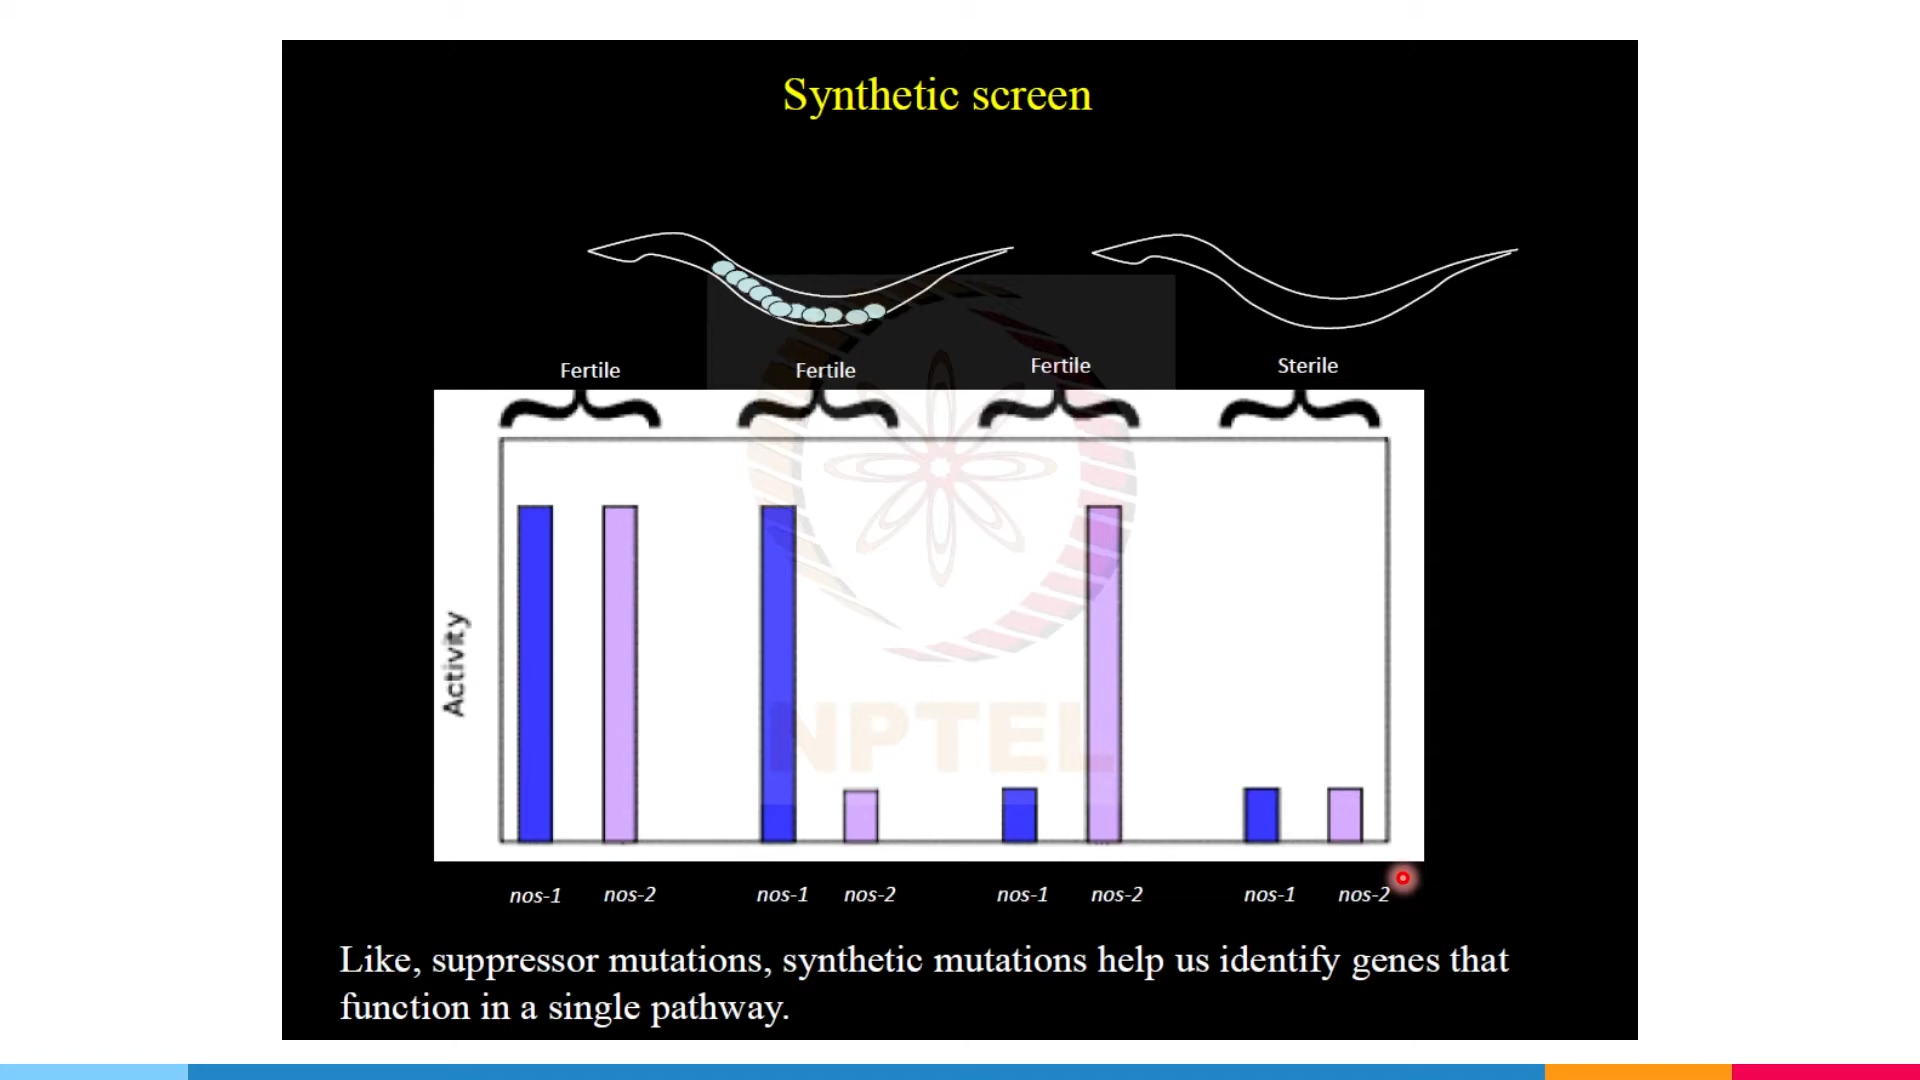 Synthetic screen
Fertile
Fertile
Fertile
Sterile
Activity
NPTEL
nos-1 nos-2 nos-1 nos-2 nos-1 nos-2 nos-1 nos-2
Like, suppressor mutations, synthetic mutations help us identify genes that
function in a single pathway.